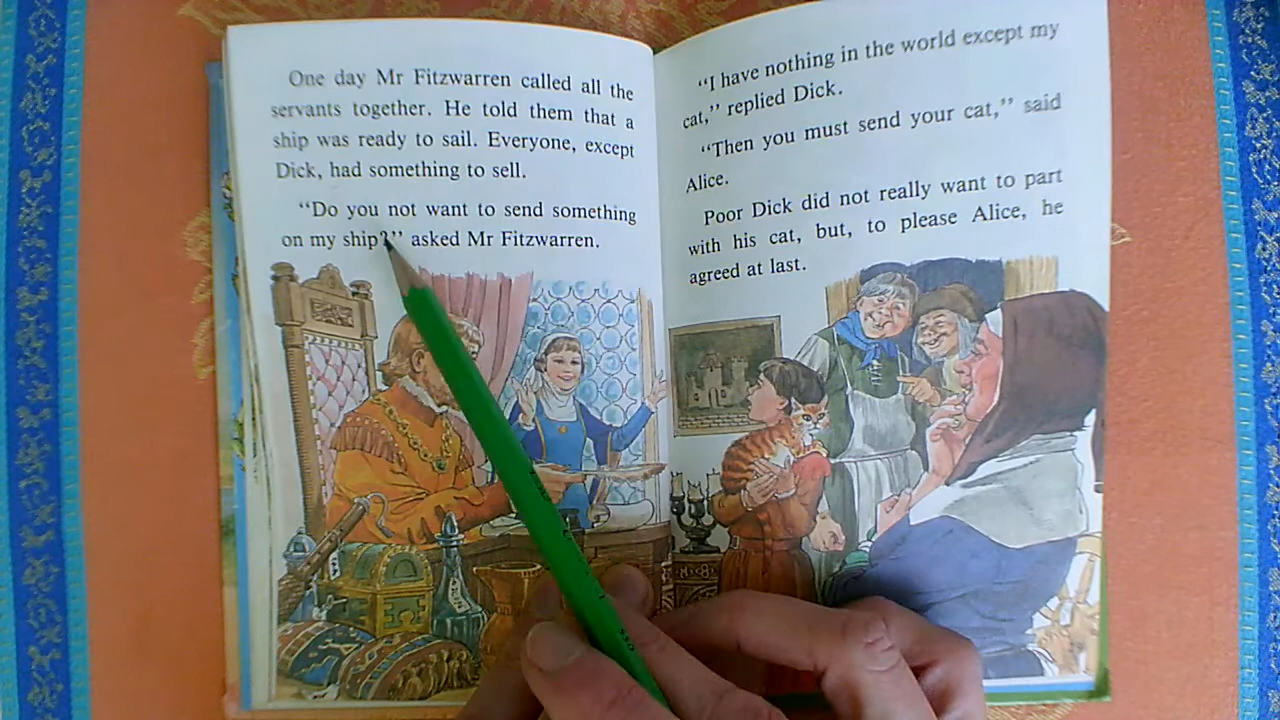 One day Mr Fitzwarren called all the
servants together. He told them that a
ship was ready to sail. Everyone, except
Dick, had something to sell.
“Do you not want to send something
on my ship?” asked Mr Fitzwarren.
“I have nothing in the world except my
cat,” replied Dick.
“Then you must send your cat,” said
Alice.
Poor Dick did not really want to part
with his cat, but, to please Alice, he
agreed at last.